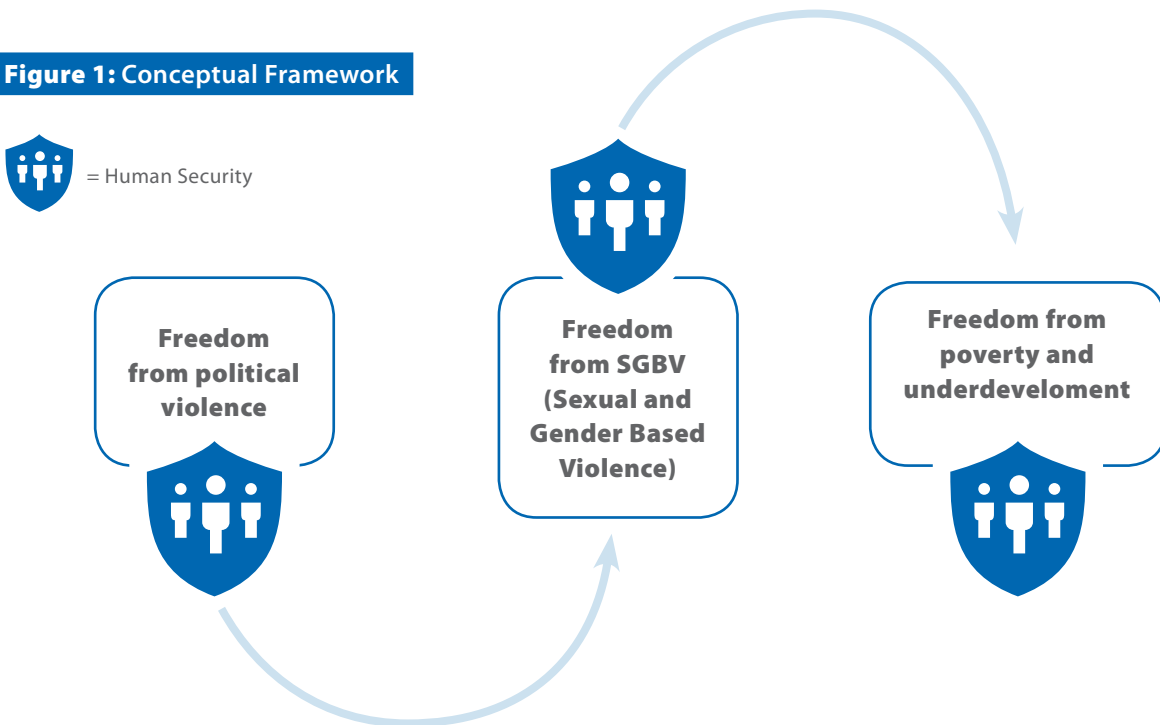 Figure 1: Conceptual Framework
= Human Security
Freedom
from political
violence
Freedom
from SGBV
(Sexual and
Gender Based
Violence)
Freedom from
poverty and
underdeveloment